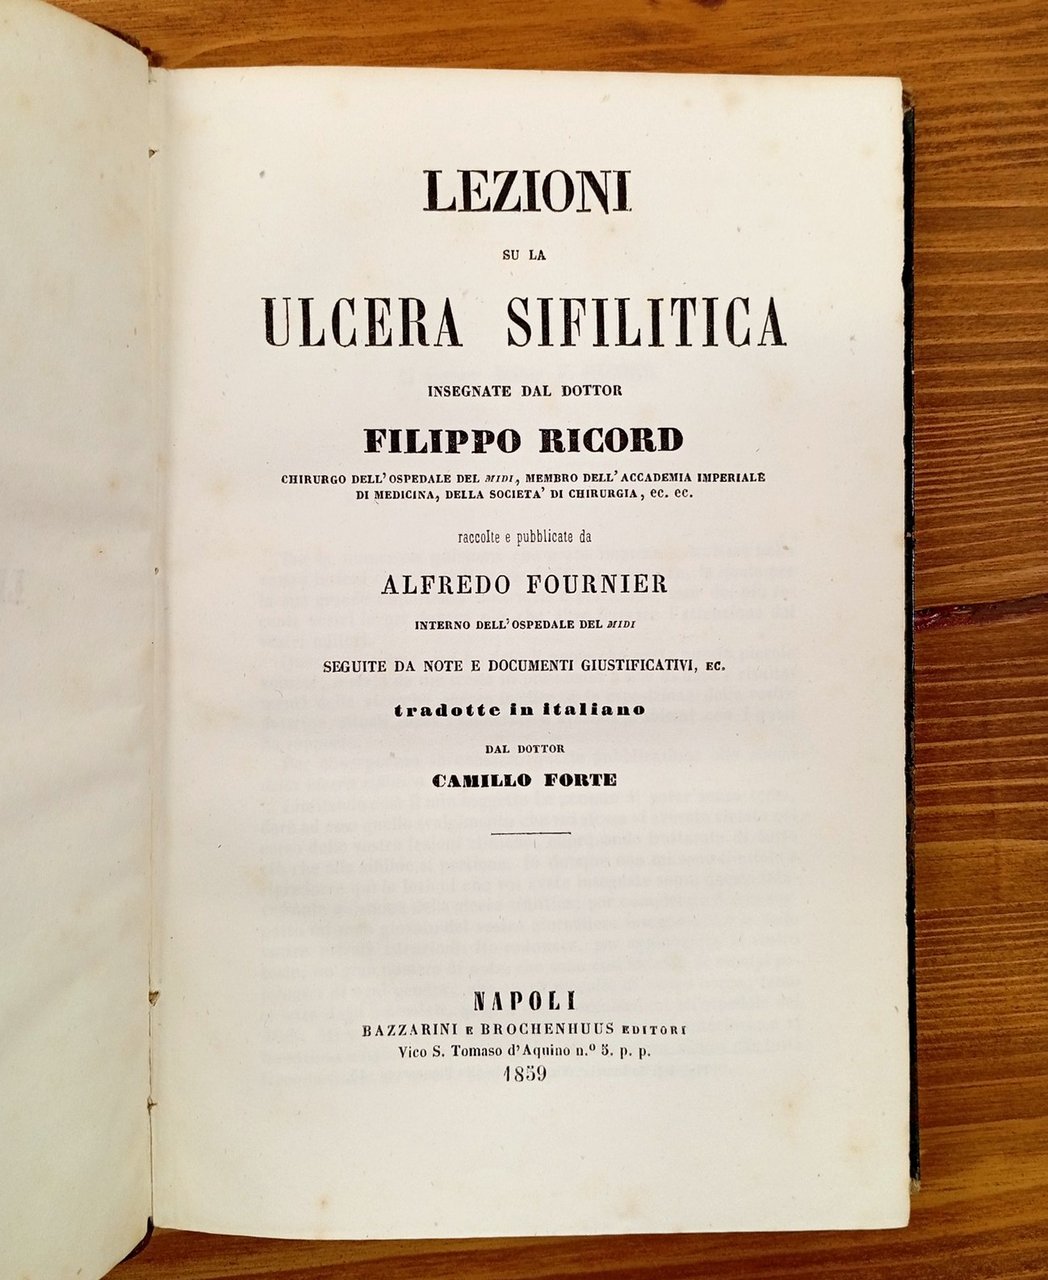 LEZIONI
SU LA
ULCERA SIFILITICA
INSEGNATE DAL DOTTOR
FILIPPO RICORD
CHIRURGO DELL'OSPEDALE DEL MIDI, MEMBRO DELL'ACCADEMIA IMPERIALE
DI MEDICINA, DELLA SOCIETA' DI CHIRURGIA, ec. ec.
raccolte e pubblicate da
ALFREDO FOURNIER
INTERNO DELL'OSPEDALE DEL MIDI
SEGUITE DA NOTE E DOCUMENTI GIUSTIFICATIVI, EC.
tradotte in italiano
DAL DOTTOR
CAMILLO FORTE
NAPOLI
BAZZARINI E BROCHENHUUS EDITORI
Vico S. Tomaso d'Aquino n.º 5. p. p.
1859